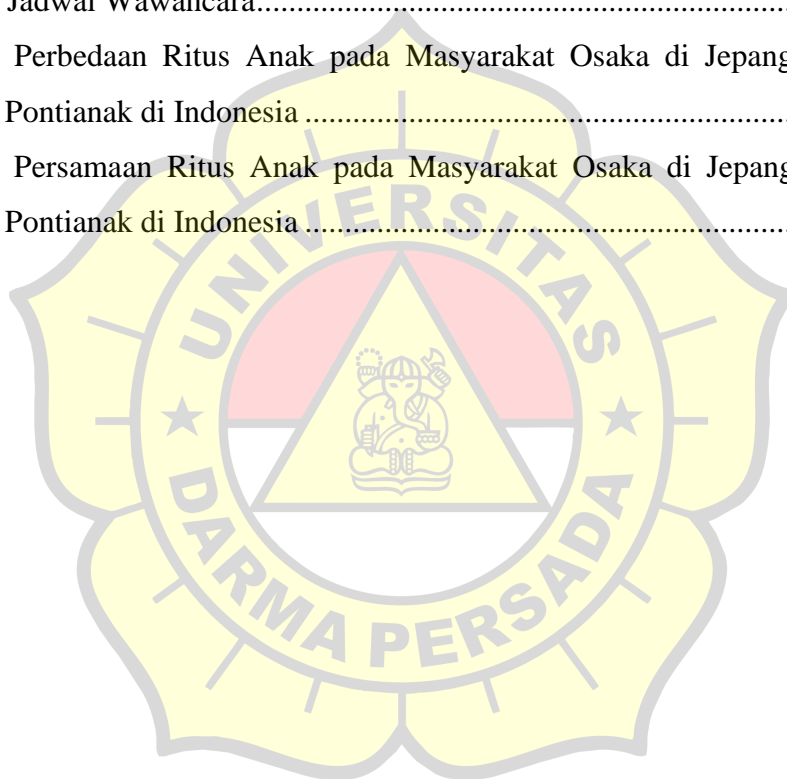 Jadwal Wawancara..........................................................................
Perbedaan Ritus Anak pada Masyarakat Osaka di Jepang
Pontianak di Indonesia ....................................................................
Persamaan Ritus Anak pada Masyarakat Osaka di Jepang
Pontianak di Indonesia ....................................................................
UNIVERSITAS
DARMA PERSADA